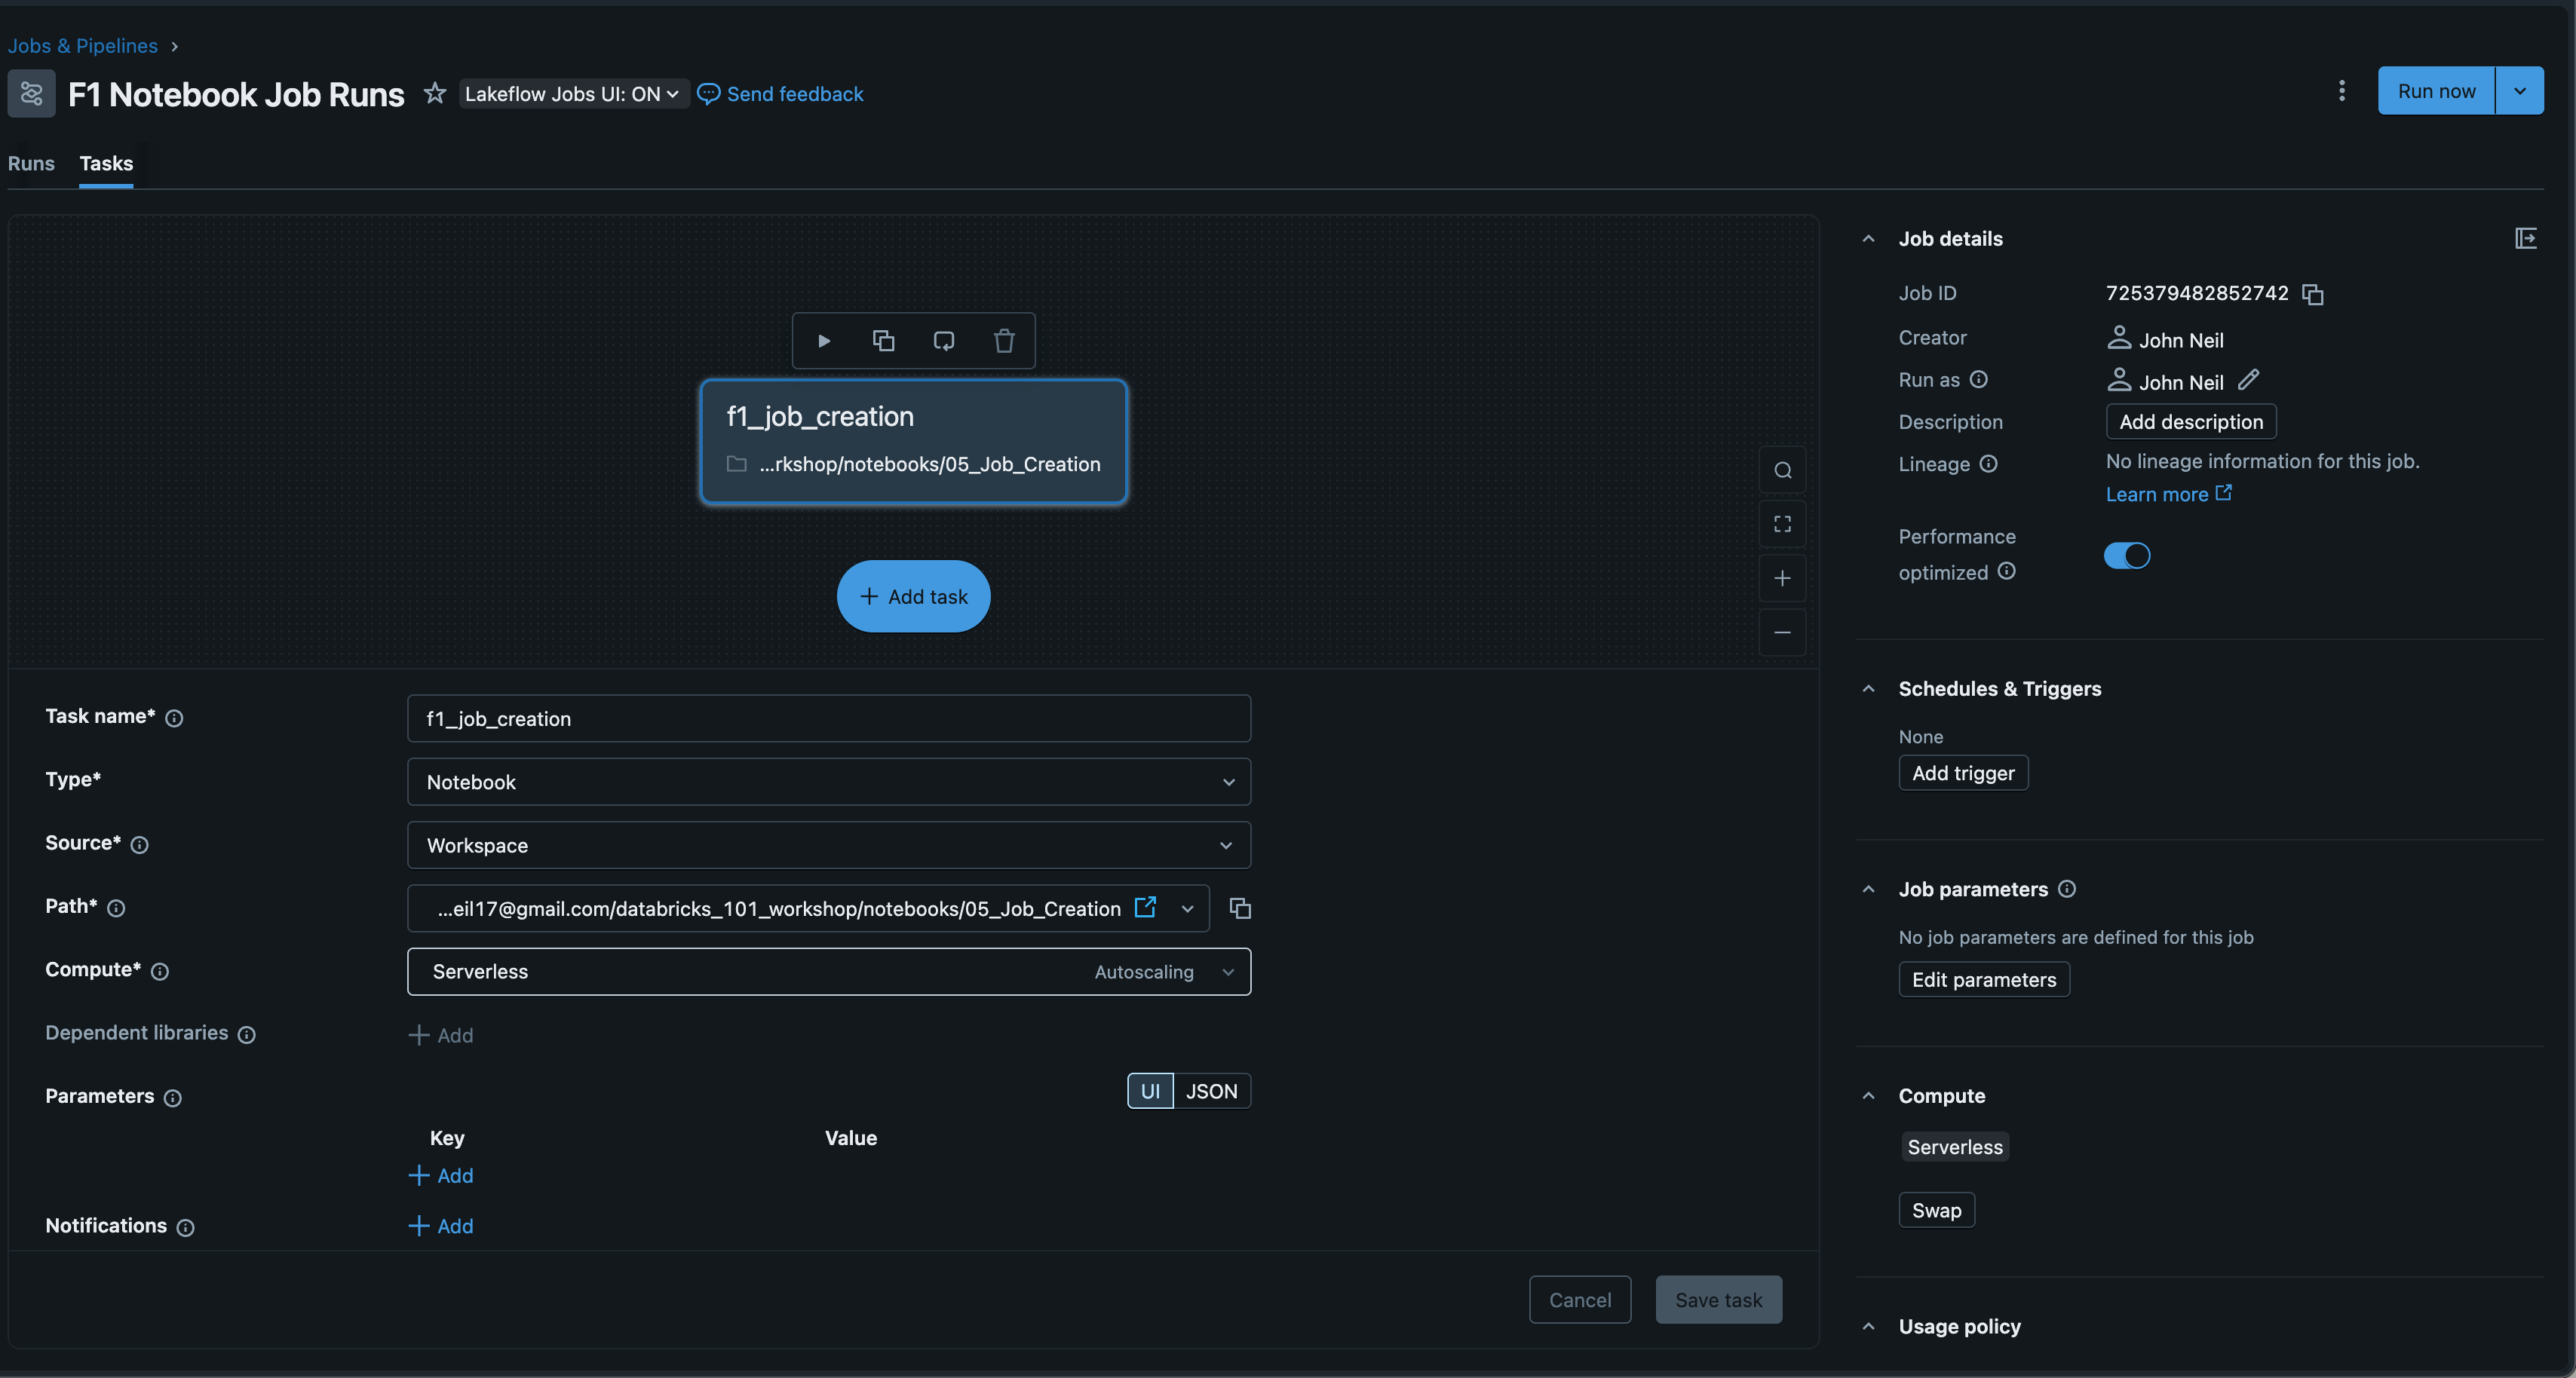 Jobs & Pipelines
F1 Notebook Job Runs
Lakeflow Jobs UI: ON
Send feedback
Run now
Runs
Tasks
f1_job_creation
...rkshop/notebooks/05_Job_Creation
+ Add task
Task name*
f1_job_creation
Type*
Notebook
Source*
Workspace
Path*
...eil17@gmail.com/databricks_101_workshop/notebooks/05_Job_Creation
Compute*
Serverless
Autoscaling
Dependent libraries
+ Add
Parameters
UI
JSON
Key
Value
+ Add
Notifications
+ Add
Cancel
Save task
Job details
Job ID
725379482852742
Creator
John Neil
Run as
John Neil
Description
Add description
Lineage
No lineage information for this job.
Learn more
Performance
optimized
Schedules & Triggers
None
Add trigger
Job parameters
No job parameters are defined for this job
Edit parameters
Compute
Serverless
Swap
Usage policy